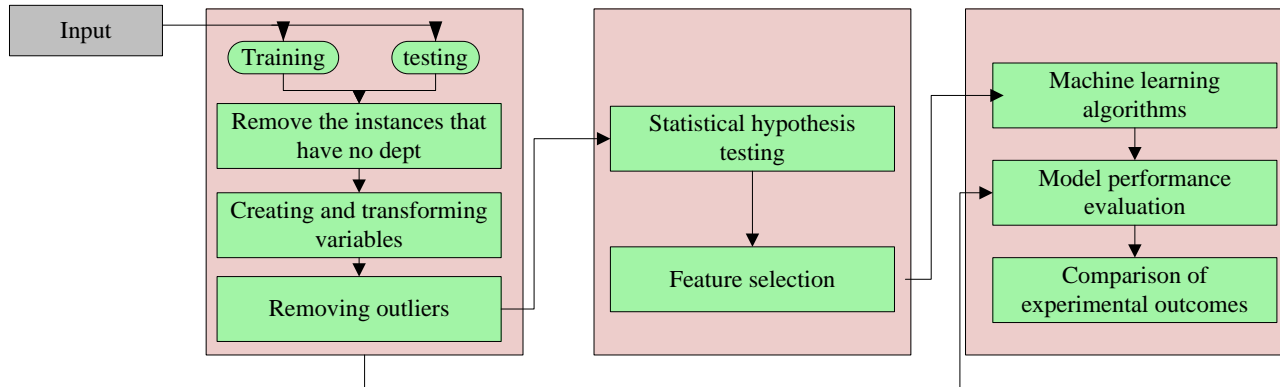 Input
Training
testing
Remove the instances that
have no dept
Creating and transforming
variables
Removing outliers
Statistical hypothesis
testing
Feature selection
Machine learning
algorithms
Model performance
evaluation
Comparison of
experimental outcomes